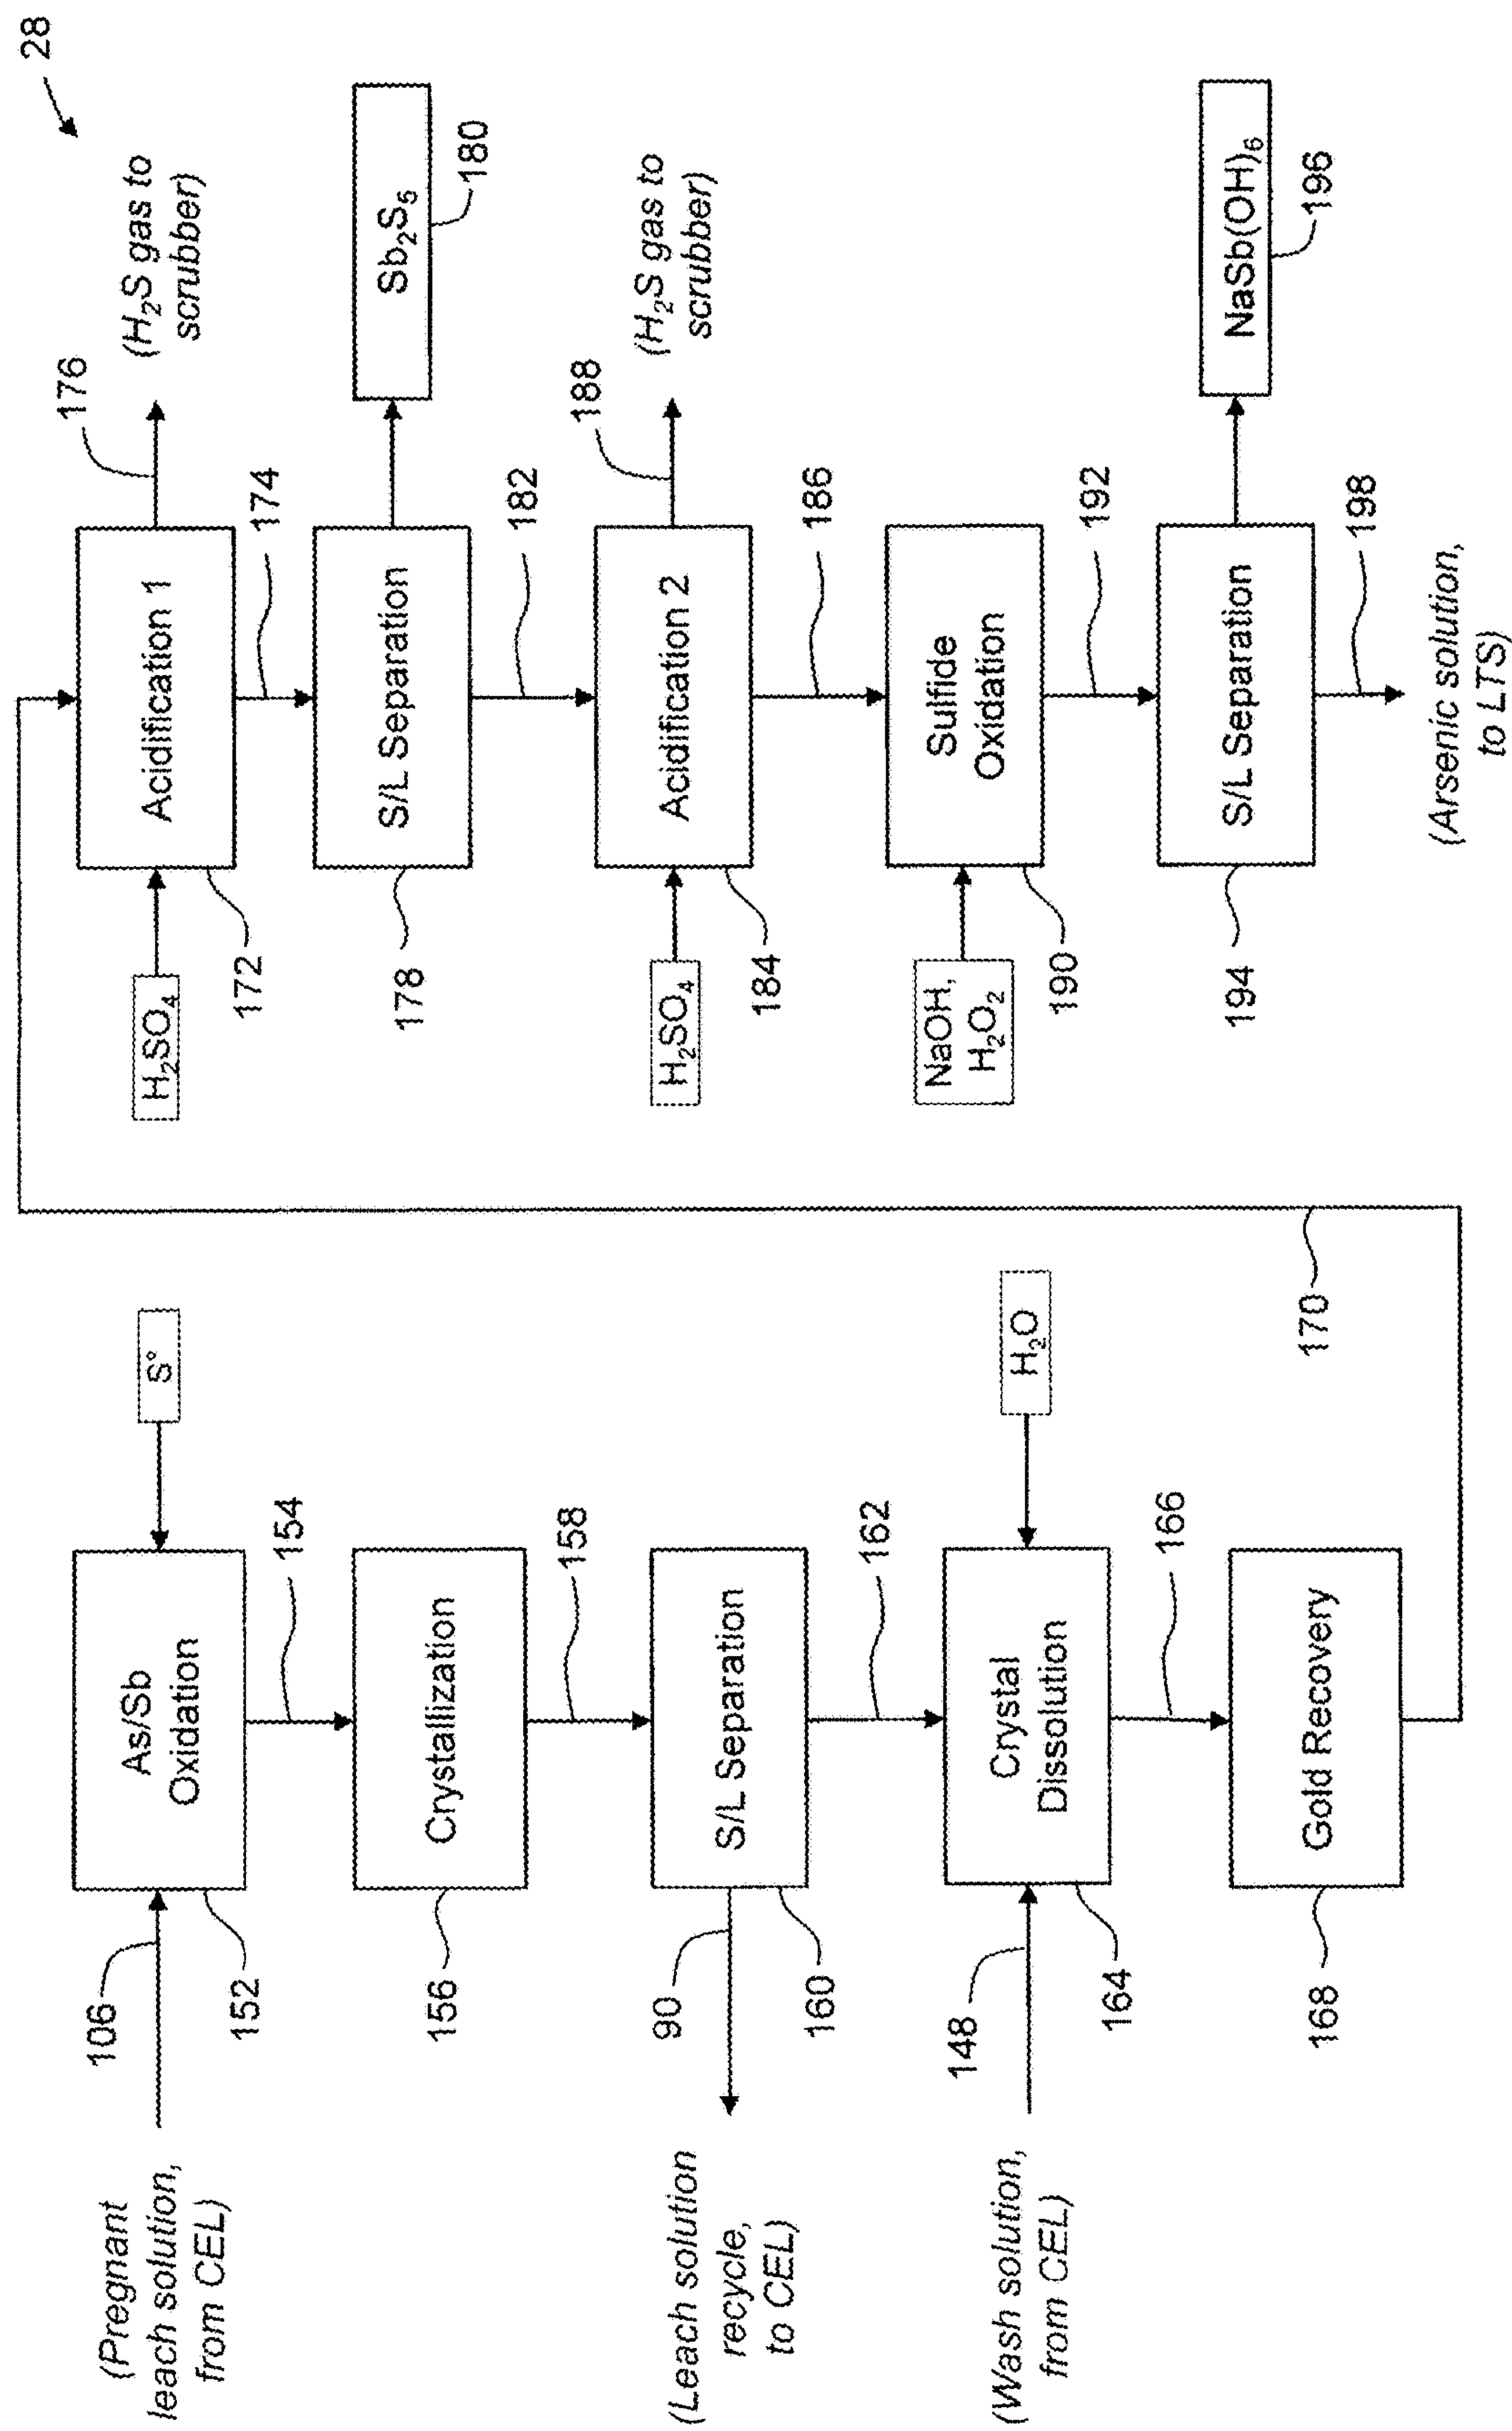 28
(Pregnant
leach solution,
from CEL)
106
As/Sb
Oxidation
152
S°
154
Crystallization
156
158
S/L Separation
160
90
(Leach solution
recycle,
to CEL)
162
(Wash solution,
from CEL)
148
Crystal
Dissolution
164
H₂O
166
Gold Recovery
168
170
H₂SO₄
Acidification 1
172
176
(H₂S gas to
scrubber)
174
S/L Separation
178
Sb₂S₅
180
182
H₂SO₄
Acidification 2
184
188
(H₂S gas to
scrubber)
186
NaOH,
H₂O₂
Sulfide
Oxidation
190
192
S/L Separation
194
NaSb(OH)₆
196
198
(Arsenic solution,
to LTS)